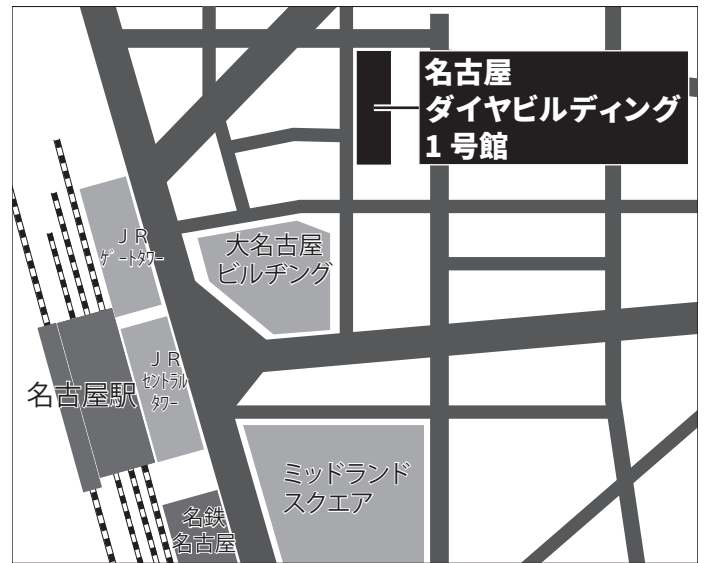 名古屋
ダイヤビルディング
1 号館
ＪＲ
ｹﾞｰﾄﾀﾜｰ
大名古屋
ビルヂング
ＪＲ
ｾﾝﾄﾗﾙ
ﾀﾜｰ
名古屋駅
ミッドランド
スクエア
名鉄
名古屋